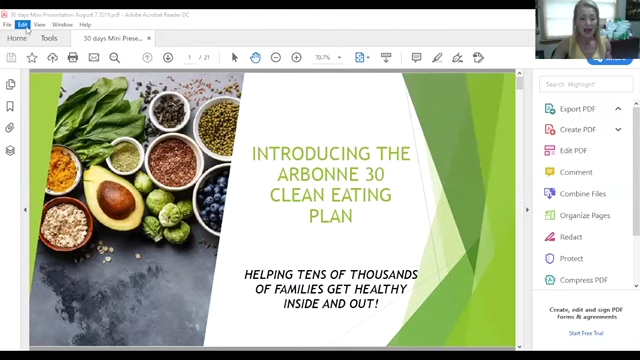 30 days Mini Presentation August 7 2019.pdf - Adobe Acrobat Reader DC
File Edit View Window Help
Home Tools 30 days Mini Prese... ×
1 / 21 70.7%
Search 'Highlight'
Export PDF
Create PDF
Edit PDF
Comment
Combine Files
Organize Pages
Redact
Protect
Compress PDF
Create, edit and sign PDF
forms & agreements
Start Free Trial
INTRODUCING THE
ARBONNE 30
CLEAN EATING
PLAN
HELPING TENS OF THOUSANDS
OF FAMILIES GET HEALTHY
INSIDE AND OUT!